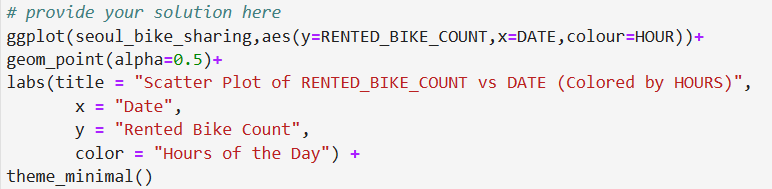 # provide your solution here
ggplot(seoul_bike_sharing,aes(y=RENTED_BIKE_COUNT,x=DATE,colour=HOUR))+
geom_point(alpha=0.5)+
labs(title = "Scatter Plot of RENTED_BIKE_COUNT vs DATE (Colored by HOURS)",
       x = "Date",
       y = "Rented Bike Count",
       color = "Hours of the Day") +
theme_minimal()